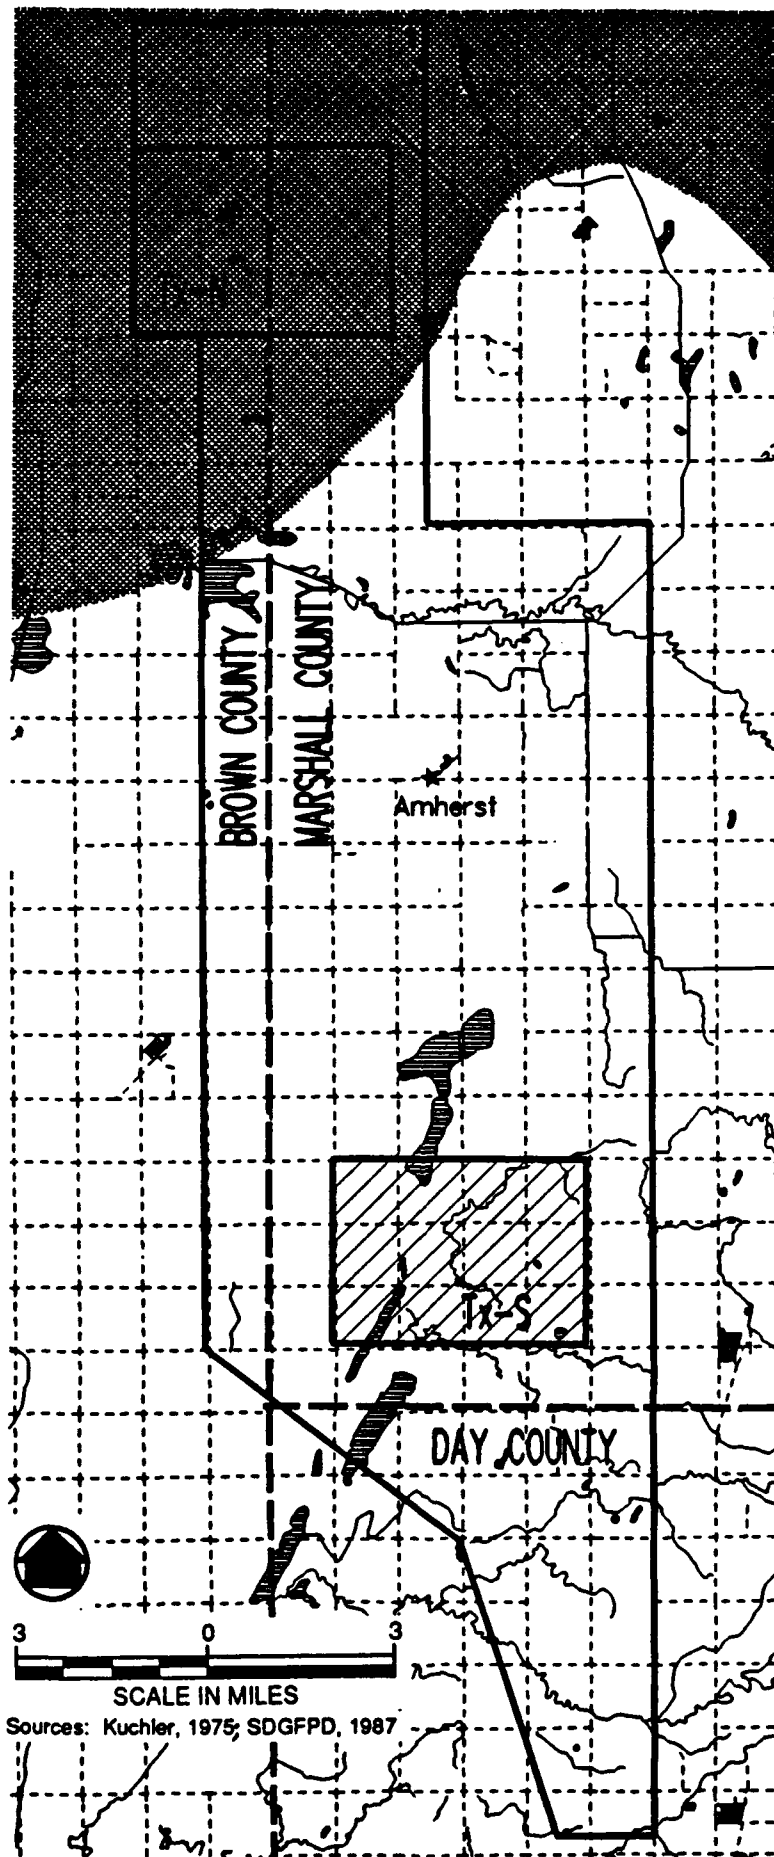 Tx-N
BROWN COUNTY
MARSHALL COUNTY
Amherst
Tx-S
DAY COUNTY
3 0 3
SCALE IN MILES
Sources: Kuchler, 1975; SDGFPD, 1987